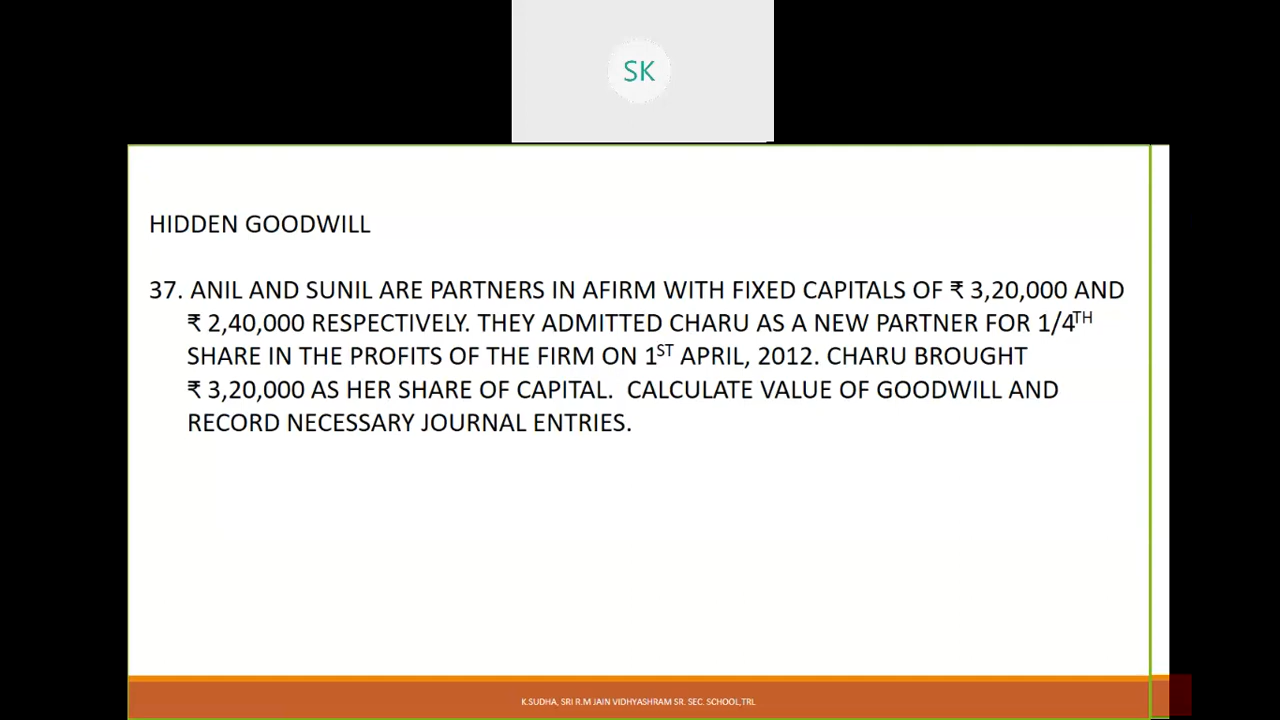 SK
HIDDEN GOODWILL
37. ANIL AND SUNIL ARE PARTNERS IN AFIRM WITH FIXED CAPITALS OF ₹ 3,20,000 AND
₹ 2,40,000 RESPECTIVELY. THEY ADMITTED CHARU AS A NEW PARTNER FOR 1/4TH
SHARE IN THE PROFITS OF THE FIRM ON 1ST APRIL, 2012. CHARU BROUGHT
₹ 3,20,000 AS HER SHARE OF CAPITAL. CALCULATE VALUE OF GOODWILL AND
RECORD NECESSARY JOURNAL ENTRIES.
K.SUDHA, SRI R.M JAIN VIDHYASHRAM SR. SEC. SCHOOL,TRL